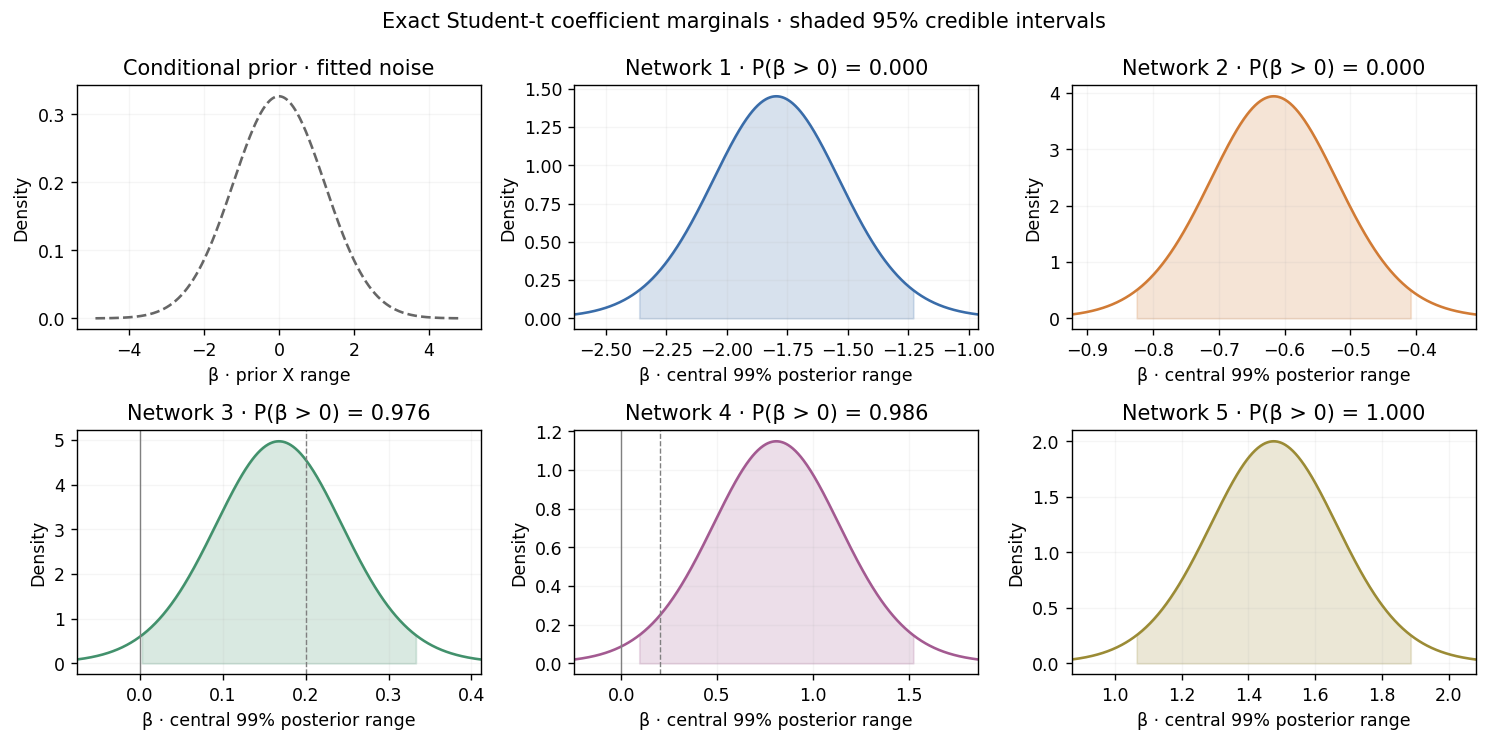 Exact Student-t coefficient marginals · shaded 95% credible intervals
Conditional prior · fitted noise
Density
0.3
0.2
0.1
0.0
−4 −2 0 2 4
β · prior X range
Network 1 · P(β > 0) = 0.000
Density
1.50
1.25
1.00
0.75
0.50
0.25
0.00
−2.50 −2.25 −2.00 −1.75 −1.50 −1.25 −1.00
β · central 99% posterior range
Network 2 · P(β > 0) = 0.000
Density
4
3
2
1
0
−0.9 −0.8 −0.7 −0.6 −0.5 −0.4
β · central 99% posterior range
Network 3 · P(β > 0) = 0.976
Density
5
4
3
2
1
0
0.0 0.1 0.2 0.3 0.4
β · central 99% posterior range
Network 4 · P(β > 0) = 0.986
Density
1.2
1.0
0.8
0.6
0.4
0.2
0.0
0.0 0.5 1.0 1.5
β · central 99% posterior range
Network 5 · P(β > 0) = 1.000
Density
2.0
1.5
1.0
0.5
0.0
1.0 1.2 1.4 1.6 1.8 2.0
β · central 99% posterior range